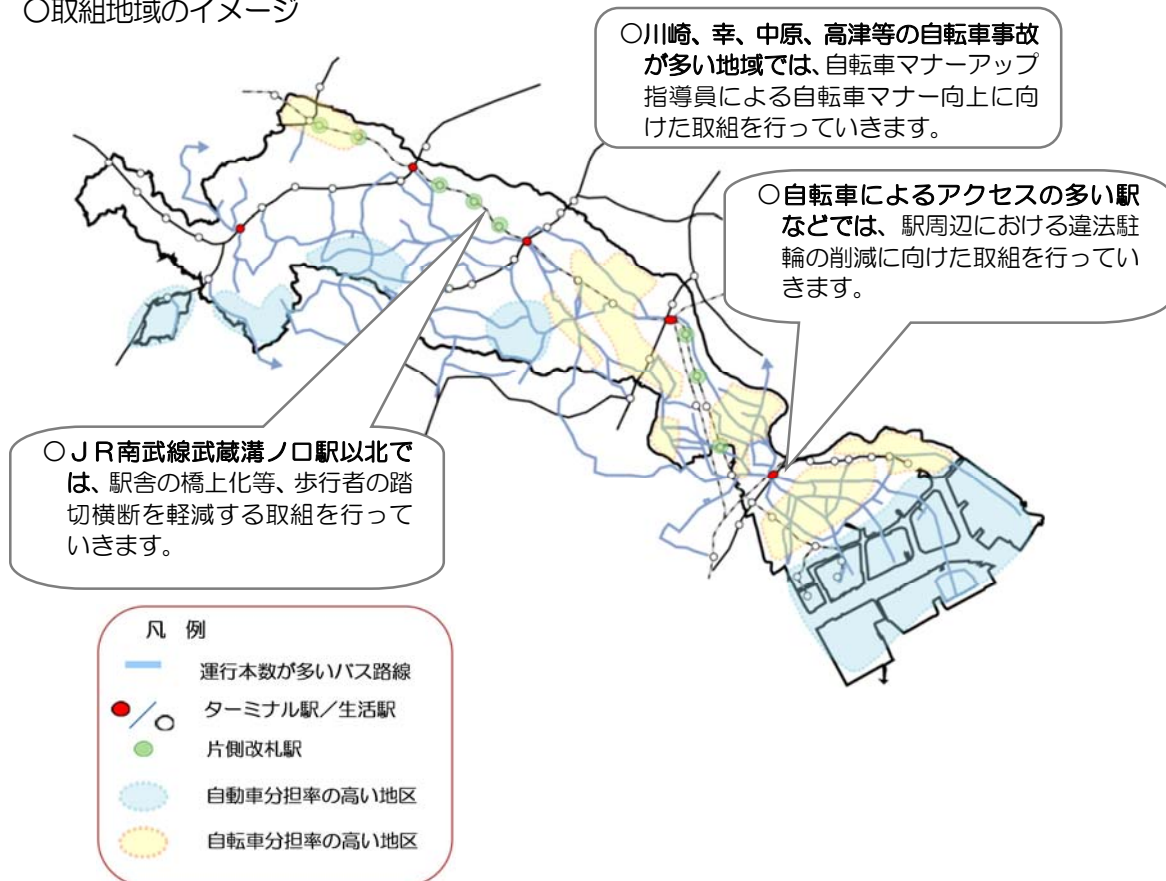 ○取組地域のイメージ
○川崎、幸、中原、高津等の自転車事故
が多い地域では、自転車マナーアップ
指導員による自転車マナー向上に向
けた取組を行っていきます。
○自転車によるアクセスの多い駅
などでは、駅周辺における違法駐
輪の削減に向けた取組を行ってい
きます。
○ＪＲ南武線武蔵溝ノ口駅以北で
は、駅舎の橋上化等、歩行者の踏
切横断を軽減する取組を行って
いきます。
凡 例
運行本数が多いバス路線
ターミナル駅／生活駅
片側改札駅
自動車分担率の高い地区
自転車分担率の高い地区